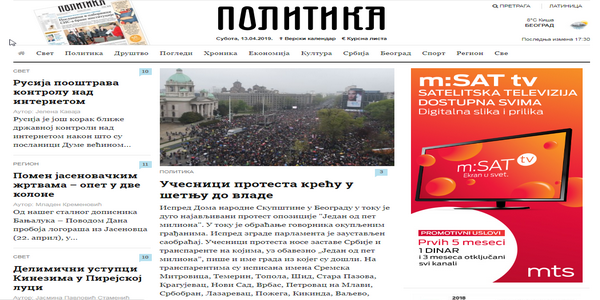 ПОЛИТИКА
ПОЛИТИКА
Субота, 13.04.2019. Верски календар € Курсна листа
ПРЕТРАГА ЛАТИНИЦА
8°C Кише
БЕОГРАД
Последња измена 17:30
Свет Политика Друштво Погледи Хроника Економија Култура Србија Београд Спорт Регион Све
СВЕТ 10
Русија пооштрава
контролу над
интернетом
Аутор: Јелена Кавија
Русија је још корак ближе
државној контроли над
интернетом након што су
посланици Думе већином...
РЕГИОН 11
Помен јасеновачким
жртвама – опет у две
колоне
Аутор: Младен Кременовић
Од нашег сталног дописника
Бањалука – Поводом Дана
пробоја логораша из Јасеновца
(22. април), у...
СВЕТ 10
Делимични уступци
Кинезима у Пирејској
луци
Аутор: Јасмина Павловић Стаменић
ПОЛИТИКА 3
Учесници протеста крећу у
шетњу до владе
Испред Дома народне Скупштине у Београду у току је
дуго најављивани протест опозиције "Један од пет
милиона". У току је обраћање говорника окупљеним
грађанима. Испред зграде парламента је заустављен
саобраћај. Учесници протеста носе заставе Србије и
транспаренте на којима, уз обавезно „Један од пет
милиона", пише и име града из којег су дошли. На
транспарентима су исписана имена Сремска
Митровица, Темерин, Топола, Шид, Стара Пазова,
Крагујевац, Нови Сад, Врбас, Петровац на Млави,
Србобран, Лазаревац, Пожега, Кикинда, Ваљево,
m:SAT tv
SATELITSKA TELEVIZIJA
DOSTUPNA SVIMA
Digitalna slika i prilika
m:SAT tv
Ekran u svet.
PROMOTIVNI USLOVI
Prvih 5 meseci
1 DINAR
i 3 meseca otključani
svi kanali
mts
2018